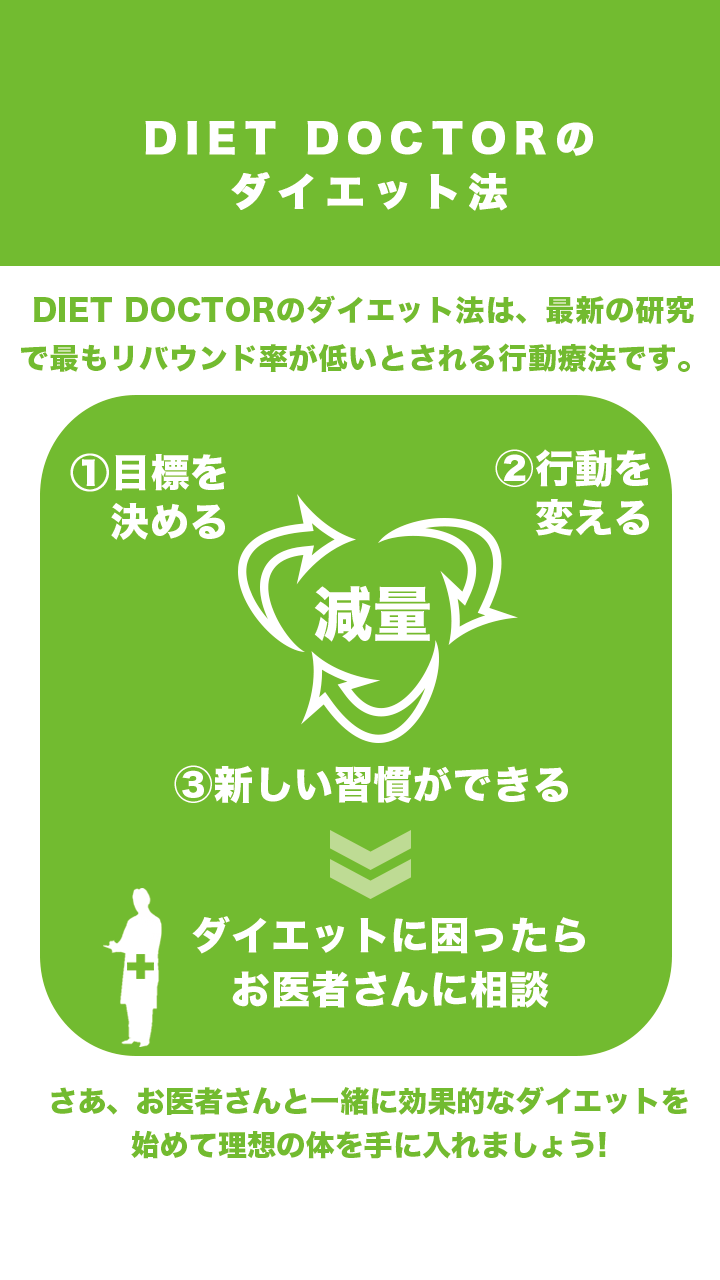 DIET DOCTORの
ダイエット法
DIET DOCTORのダイエット法は、最新の研究
で最もリバウンド率が低いとされる行動療法です。
①目標を
決める
②行動を
変える
減量
③新しい習慣ができる
ダイエットに困ったら
お医者さんに相談
さあ、お医者さんと一緒に効果的なダイエットを
始めて理想の体を手に入れましょう!